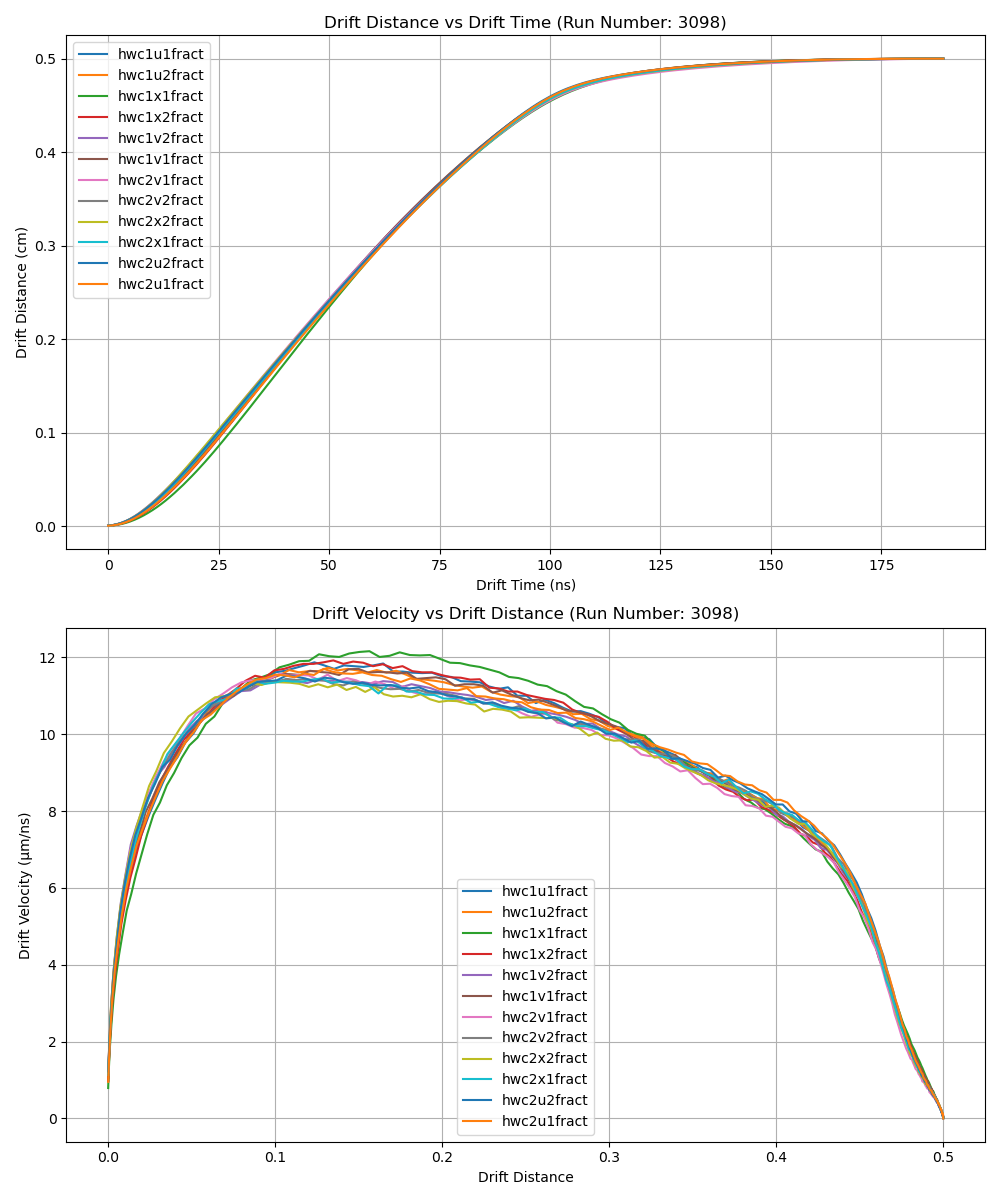 Drift Distance vs Drift Time (Run Number: 3098)
hwc1u1fract
hwc1u2fract
hwc1x1fract
hwc1x2fract
hwc1v2fract
hwc1v1fract
hwc2v1fract
hwc2v2fract
hwc2x2fract
hwc2x1fract
hwc2u2fract
hwc2u1fract
Drift Distance (cm)
0.5
0.4
0.3
0.2
0.1
0.0
0 25 50 75 100 125 150 175
Drift Time (ns)
Drift Velocity vs Drift Distance (Run Number: 3098)
Drift Velocity (μm/ns)
12
10
8
6
4
2
0
hwc1u1fract
hwc1u2fract
hwc1x1fract
hwc1x2fract
hwc1v2fract
hwc1v1fract
hwc2v1fract
hwc2v2fract
hwc2x2fract
hwc2x1fract
hwc2u2fract
hwc2u1fract
0.0 0.1 0.2 0.3 0.4 0.5
Drift Distance